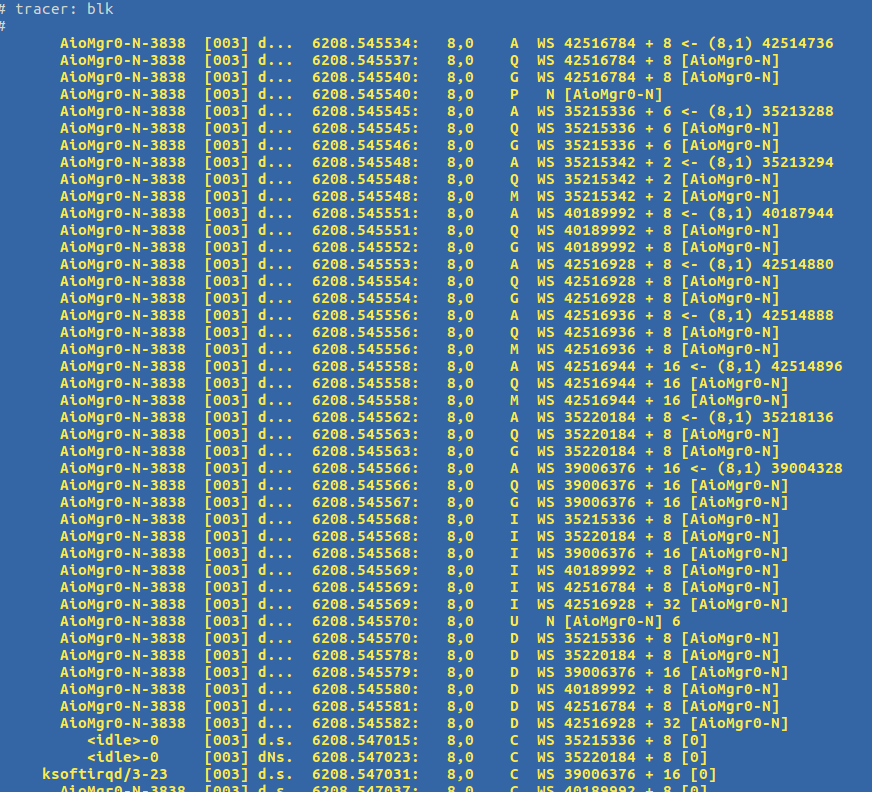 # tracer: blk
#
AioMgr0-N-3838 [003] d... 6208.545534: 8,0 A WS 42516784 + 8 <- (8,1) 42514736
AioMgr0-N-3838 [003] d... 6208.545537: 8,0 Q WS 42516784 + 8 [AioMgr0-N]
AioMgr0-N-3838 [003] d... 6208.545540: 8,0 G WS 42516784 + 8 [AioMgr0-N]
AioMgr0-N-3838 [003] d... 6208.545540: 8,0 P N [AioMgr0-N]
AioMgr0-N-3838 [003] d... 6208.545545: 8,0 A WS 35215336 + 6 <- (8,1) 35213288
AioMgr0-N-3838 [003] d... 6208.545545: 8,0 Q WS 35215336 + 6 [AioMgr0-N]
AioMgr0-N-3838 [003] d... 6208.545546: 8,0 G WS 35215336 + 6 [AioMgr0-N]
AioMgr0-N-3838 [003] d... 6208.545548: 8,0 A WS 35215342 + 2 <- (8,1) 35213294
AioMgr0-N-3838 [003] d... 6208.545548: 8,0 Q WS 35215342 + 2 [AioMgr0-N]
AioMgr0-N-3838 [003] d... 6208.545548: 8,0 M WS 35215342 + 2 [AioMgr0-N]
AioMgr0-N-3838 [003] d... 6208.545551: 8,0 A WS 40189992 + 8 <- (8,1) 40187944
AioMgr0-N-3838 [003] d... 6208.545551: 8,0 Q WS 40189992 + 8 [AioMgr0-N]
AioMgr0-N-3838 [003] d... 6208.545552: 8,0 G WS 40189992 + 8 [AioMgr0-N]
AioMgr0-N-3838 [003] d... 6208.545553: 8,0 A WS 42516928 + 8 <- (8,1) 42514880
AioMgr0-N-3838 [003] d... 6208.545554: 8,0 Q WS 42516928 + 8 [AioMgr0-N]
AioMgr0-N-3838 [003] d... 6208.545554: 8,0 G WS 42516928 + 8 [AioMgr0-N]
AioMgr0-N-3838 [003] d... 6208.545556: 8,0 A WS 42516936 + 8 <- (8,1) 42514888
AioMgr0-N-3838 [003] d... 6208.545556: 8,0 Q WS 42516936 + 8 [AioMgr0-N]
AioMgr0-N-3838 [003] d... 6208.545556: 8,0 M WS 42516936 + 8 [AioMgr0-N]
AioMgr0-N-3838 [003] d... 6208.545558: 8,0 A WS 42516944 + 16 <- (8,1) 42514896
AioMgr0-N-3838 [003] d... 6208.545558: 8,0 Q WS 42516944 + 16 [AioMgr0-N]
AioMgr0-N-3838 [003] d... 6208.545558: 8,0 M WS 42516944 + 16 [AioMgr0-N]
AioMgr0-N-3838 [003] d... 6208.545562: 8,0 A WS 35220184 + 8 <- (8,1) 35218136
AioMgr0-N-3838 [003] d... 6208.545563: 8,0 Q WS 35220184 + 8 [AioMgr0-N]
AioMgr0-N-3838 [003] d... 6208.545563: 8,0 G WS 35220184 + 8 [AioMgr0-N]
AioMgr0-N-3838 [003] d... 6208.545566: 8,0 A WS 39006376 + 16 <- (8,1) 39004328
AioMgr0-N-3838 [003] d... 6208.545566: 8,0 Q WS 39006376 + 16 [AioMgr0-N]
AioMgr0-N-3838 [003] d... 6208.545567: 8,0 G WS 39006376 + 16 [AioMgr0-N]
AioMgr0-N-3838 [003] d... 6208.545568: 8,0 I WS 35215336 + 8 [AioMgr0-N]
AioMgr0-N-3838 [003] d... 6208.545568: 8,0 I WS 35220184 + 8 [AioMgr0-N]
AioMgr0-N-3838 [003] d... 6208.545568: 8,0 I WS 39006376 + 16 [AioMgr0-N]
AioMgr0-N-3838 [003] d... 6208.545569: 8,0 I WS 40189992 + 8 [AioMgr0-N]
AioMgr0-N-3838 [003] d... 6208.545569: 8,0 I WS 42516784 + 8 [AioMgr0-N]
AioMgr0-N-3838 [003] d... 6208.545569: 8,0 I WS 42516928 + 32 [AioMgr0-N]
AioMgr0-N-3838 [003] d... 6208.545570: 8,0 U N [AioMgr0-N] 6
AioMgr0-N-3838 [003] d... 6208.545570: 8,0 D WS 35215336 + 8 [AioMgr0-N]
AioMgr0-N-3838 [003] d... 6208.545578: 8,0 D WS 35220184 + 8 [AioMgr0-N]
AioMgr0-N-3838 [003] d... 6208.545579: 8,0 D WS 39006376 + 16 [AioMgr0-N]
AioMgr0-N-3838 [003] d... 6208.545580: 8,0 D WS 40189992 + 8 [AioMgr0-N]
AioMgr0-N-3838 [003] d... 6208.545581: 8,0 D WS 42516784 + 8 [AioMgr0-N]
AioMgr0-N-3838 [003] d... 6208.545582: 8,0 D WS 42516928 + 32 [AioMgr0-N]
<idle>-0 [003] d.s. 6208.547015: 8,0 C WS 35215336 + 8 [0]
<idle>-0 [003] dNs. 6208.547023: 8,0 C WS 35220184 + 8 [0]
ksoftirqd/3-23 [003] d.s. 6208.547031: 8,0 C WS 39006376 + 16 [0]
AioMgr0-N-3838 [003] d.s. 6208.547037: 8,0 C WS 40189992 + 8 [0]